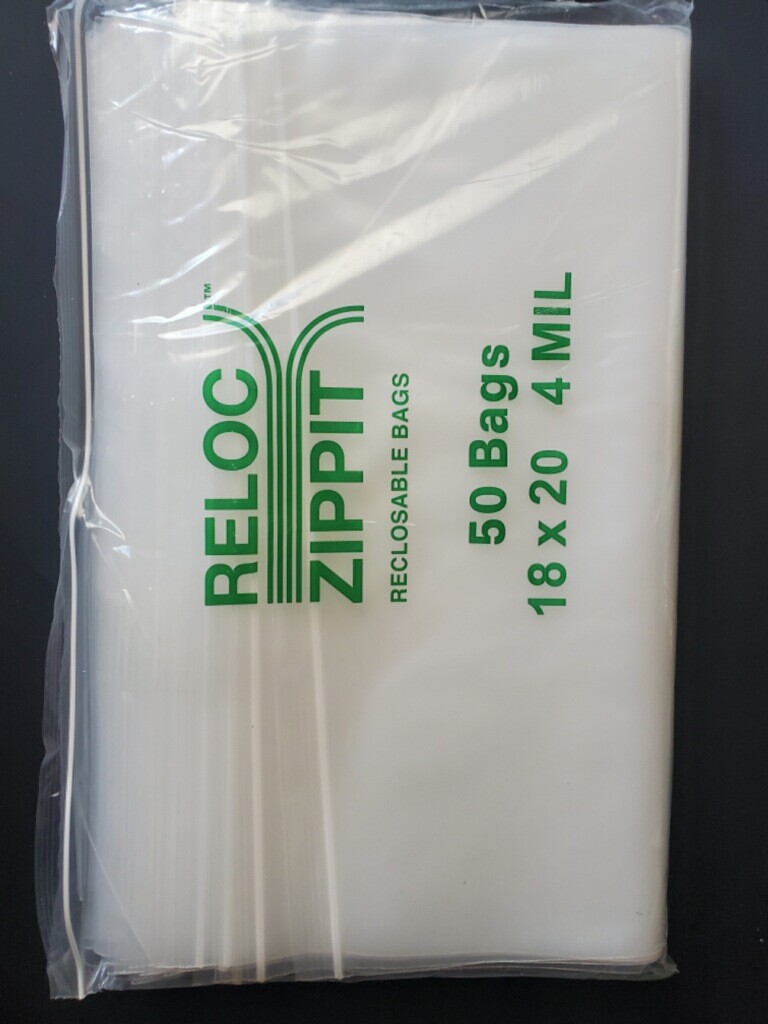 RELOC™
ZIPPIT
RECLOSABLE BAGS
50 Bags
18 x 20 4 MIL